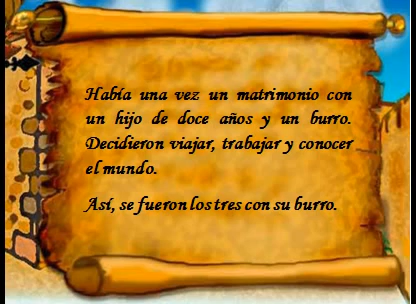 Había una vez un matrimonio con
un hijo de doce años y un burro.
Decidieron viajar, trabajar y conocer
el mundo.
Así, se fueron los tres con su burro.